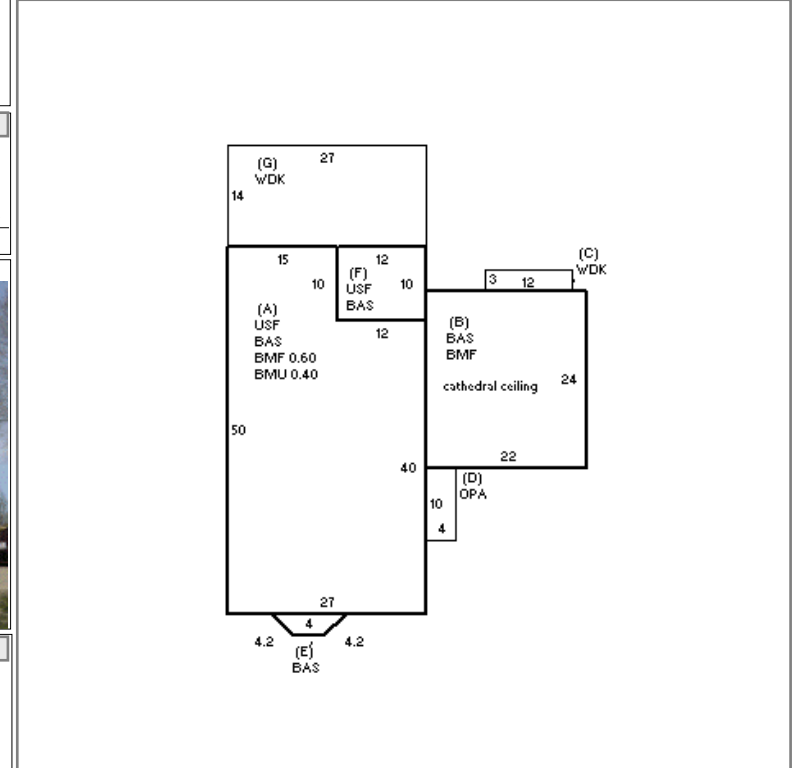 (G)
WDK
27
14
15
10
12
(F)
USF
BAS
10
12
(C)
WDK
3
12
(A)
USF
BAS
BMF 0.60
BMU 0.40
(B)
BAS
BMF
cathedral ceiling
24
50
40
22
(D)
OPA
10
4
27
4
4.2
4.2
(E)
BAS